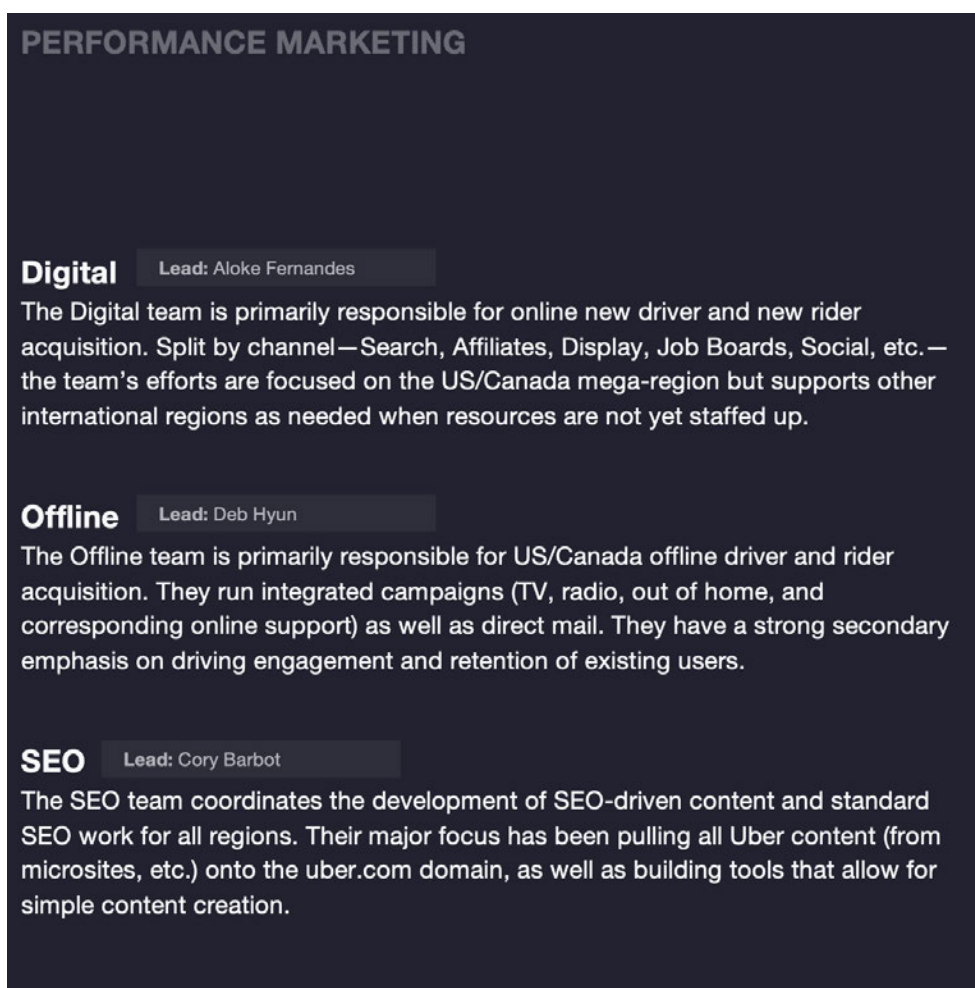 PERFORMANCE MARKETING
Digital Lead: Aloke Fernandes
The Digital team is primarily responsible for online new driver and new rider
acquisition. Split by channel—Search, Affiliates, Display, Job Boards, Social, etc.—
the team's efforts are focused on the US/Canada mega-region but supports other
international regions as needed when resources are not yet staffed up.
Offline Lead: Deb Hyun
The Offline team is primarily responsible for US/Canada offline driver and rider
acquisition. They run integrated campaigns (TV, radio, out of home, and
corresponding online support) as well as direct mail. They have a strong secondary
emphasis on driving engagement and retention of existing users.
SEO Lead: Cory Barbot
The SEO team coordinates the development of SEO-driven content and standard
SEO work for all regions. Their major focus has been pulling all Uber content (from
microsites, etc.) onto the uber.com domain, as well as building tools that allow for
simple content creation.